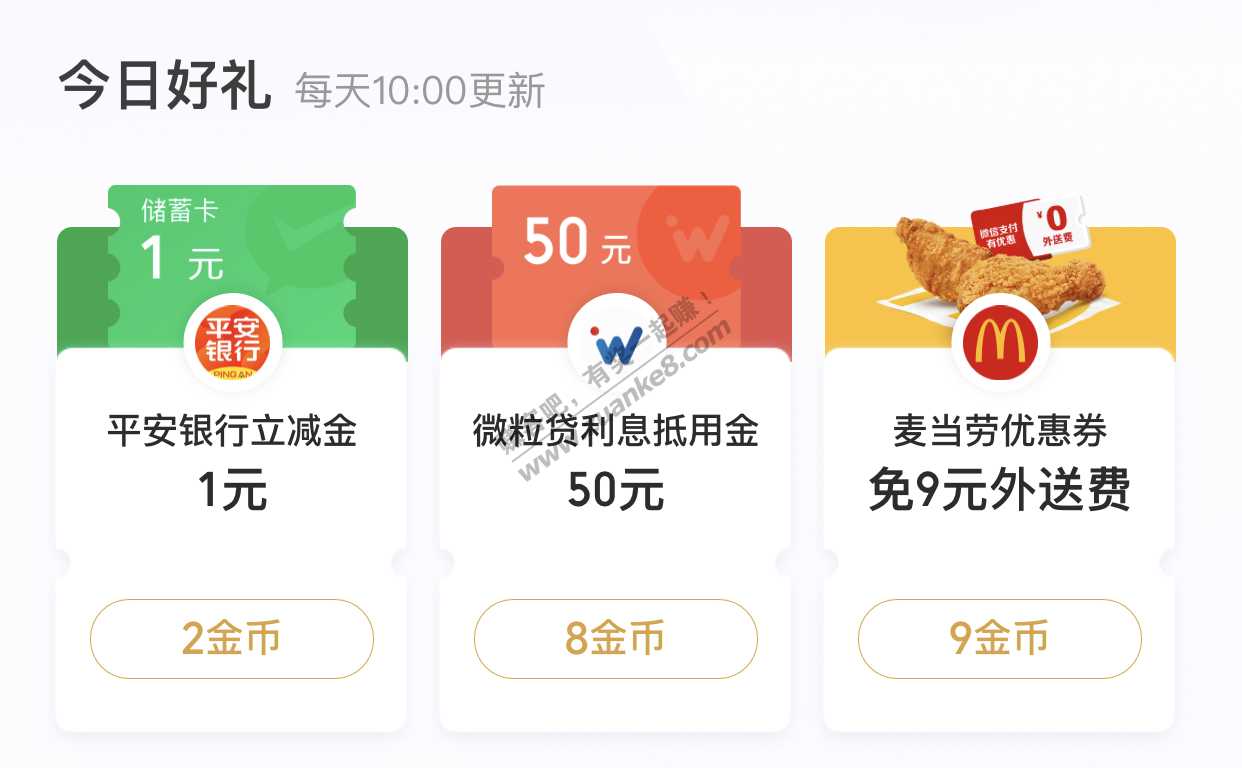 今日好礼 每天10:00更新
储蓄卡
1 元
平安
银行
PING AN
平安银行立减金
1元
2金币
50 元
微粒贷利息抵用金
50元
8金币
微信支付
有优惠
¥0
外送费
麦当劳优惠券
免9元外送费
9金币
赚客吧,有奖一起赚!
www.zuanke8.com